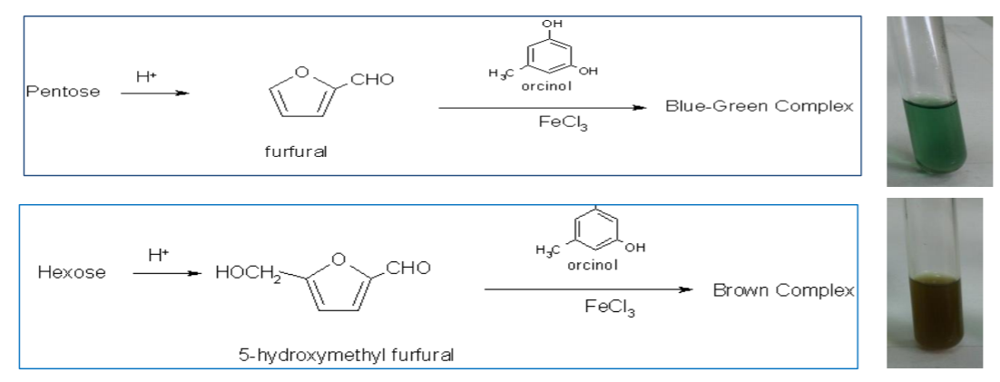 OH
O
H⁺
CHO
H₃C
OH
Pentose
orcinol
Blue-Green Complex
FeCl₃
furfural
O
H⁺
H₃C
OH
HOCH₂
CHO
orcinol
Hexose
Brown Complex
FeCl₃
5-hydroxymethyl furfural